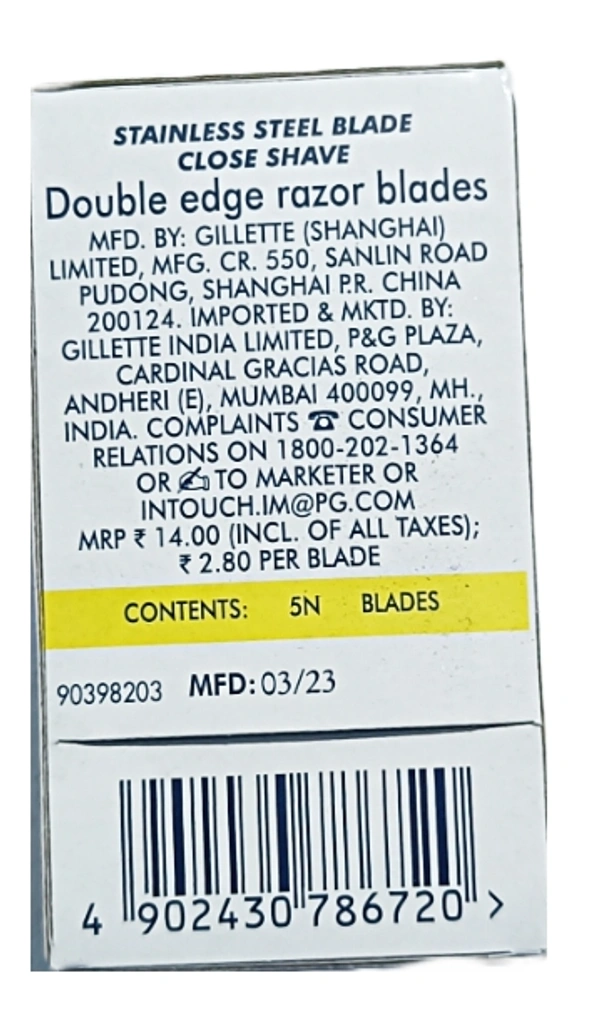 STAINLESS STEEL BLADE
CLOSE SHAVE
Double edge razor blades
MFD. BY: GILLETTE (SHANGHAI)
LIMITED, MFG. CR. 550, SANLIN ROAD
PUDONG, SHANGHAI P.R. CHINA
200124. IMPORTED & MKTD. BY:
GILLETTE INDIA LIMITED, P&G PLAZA,
CARDINAL GRACIAS ROAD,
ANDHERI (E), MUMBAI 400099, MH.,
INDIA. COMPLAINTS ☎ CONSUMER
RELATIONS ON 1800-202-1364
OR ✍ TO MARKETER OR
INTOUCH.IM@PG.COM
MRP ₹ 14.00 (INCL. OF ALL TAXES);
₹ 2.80 PER BLADE
CONTENTS: 5N BLADES
90398203 MFD: 03/23
4 902430 786720 >